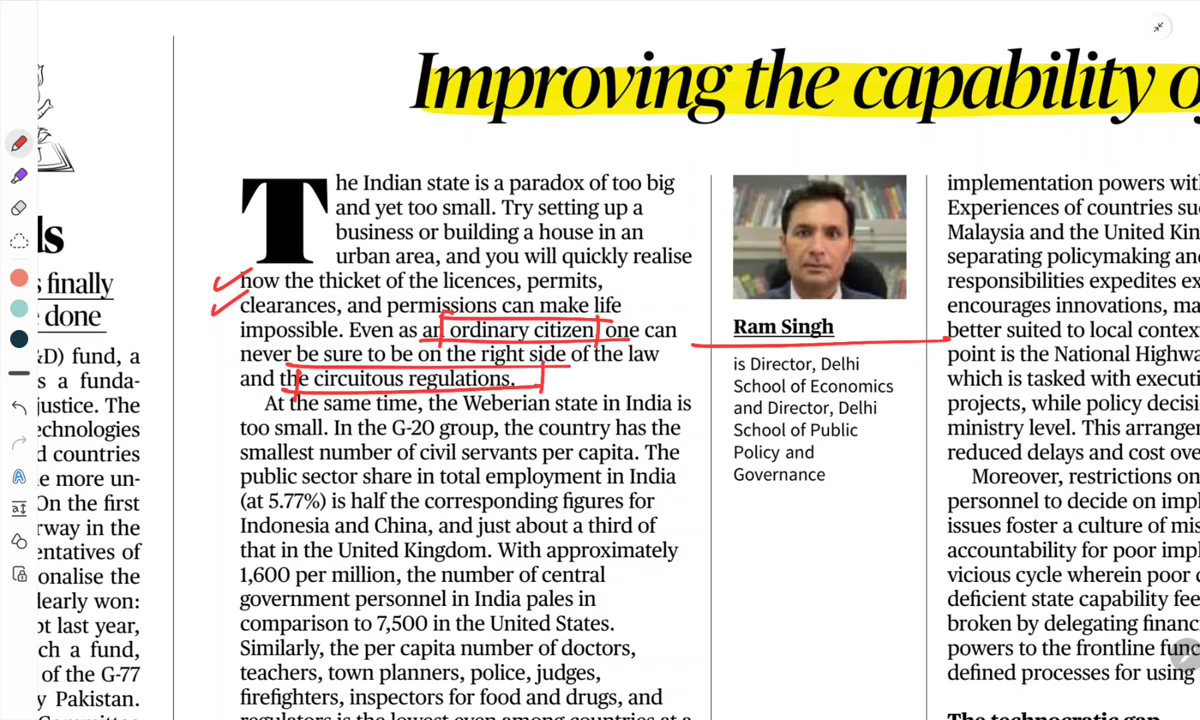 Improving the capability o
ls
s finally
e done
&D) fund, a
s a funda-
justice. The
echnologies
d countries
e more un-
On the first
rway in the
entatives of
onalise the
learly won:
ot last year,
ch a fund,
of the G-77
y Pakistan.
Committee
The Indian state is a paradox of too big
and yet too small. Try setting up a
business or building a house in an
urban area, and you will quickly realise
how the thicket of the licences, permits,
clearances, and permissions can make life
impossible. Even as an ordinary citizen, one can
never be sure to be on the right side of the law
and the circuitous regulations.
At the same time, the Weberian state in India is
too small. In the G-20 group, the country has the
smallest number of civil servants per capita. The
public sector share in total employment in India
(at 5.77%) is half the corresponding figures for
Indonesia and China, and just about a third of
that in the United Kingdom. With approximately
1,600 per million, the number of central
government personnel in India pales in
comparison to 7,500 in the United States.
Similarly, the per capita number of doctors,
teachers, town planners, police, judges,
firefighters, inspectors for food and drugs, and
regulators is the lowest even among countries at a
Ram Singh
is Director, Delhi
School of Economics
and Director, Delhi
School of Public
Policy and
Governance
implementation powers wit
Experiences of countries su
Malaysia and the United Kin
separating policymaking an
responsibilities expedites ex
encourages innovations, ma
better suited to local contex
point is the National Highwa
which is tasked with executi
projects, while policy decisi
ministry level. This arranger
reduced delays and cost ove
Moreover, restrictions on
personnel to decide on impl
issues foster a culture of mis
accountability for poor impl
vicious cycle wherein poor d
deficient state capability fee
broken by delegating financi
powers to the frontline func
defined processes for using
The technocratic gap